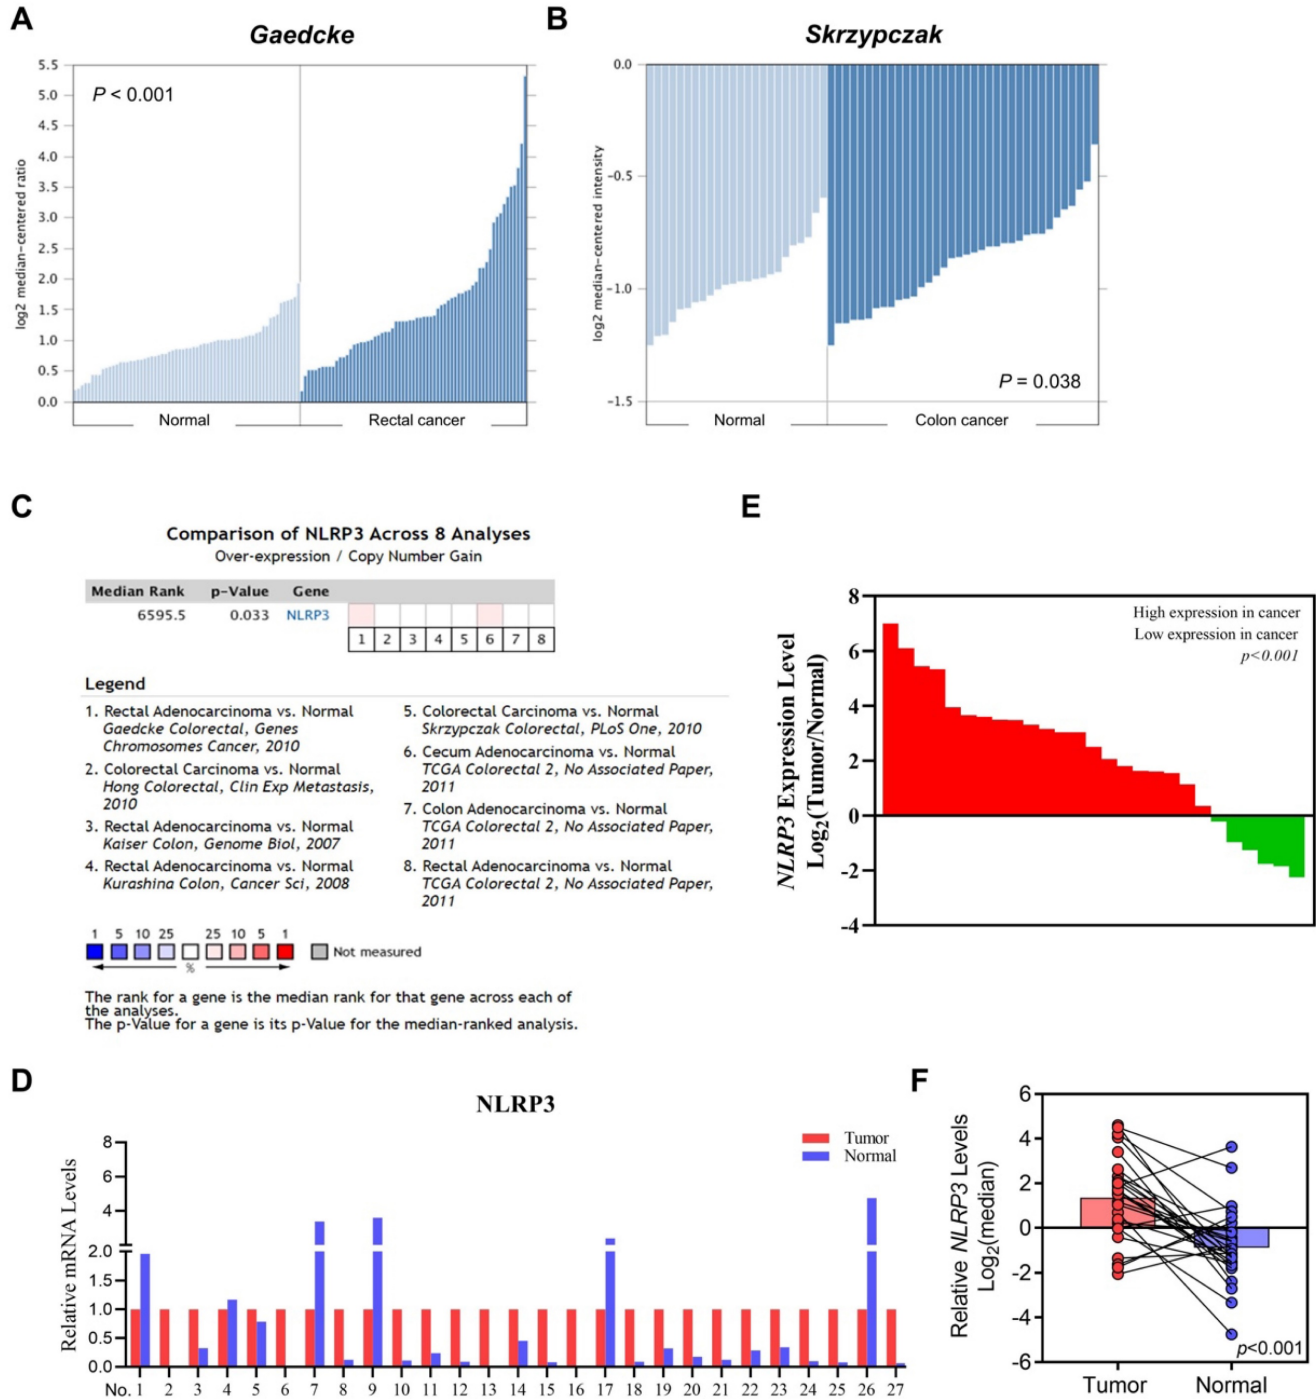 A
Gaedcke
P < 0.001
log2 median-centered ratio
5.5
5.0
4.5
4.0
3.5
3.0
2.5
2.0
1.5
1.0
0.5
0.0
Normal
Rectal cancer
B
Skrzypczak
log2 median-centered intensity
0.0
-0.5
-1.0
-1.5
P = 0.038
Normal
Colon cancer
C
Comparison of NLRP3 Across 8 Analyses
Over-expression / Copy Number Gain
Median Rank p-Value Gene
6595.5 0.033 NLRP3
1 2 3 4 5 6 7 8
Legend
1. Rectal Adenocarcinoma vs. Normal
Gaedcke Colorectal, Genes
Chromosomes Cancer, 2010
2. Colorectal Carcinoma vs. Normal
Hong Colorectal, Clin Exp Metastasis,
2010
3. Rectal Adenocarcinoma vs. Normal
Kaiser Colon, Genome Biol, 2007
4. Rectal Adenocarcinoma vs. Normal
Kurashina Colon, Cancer Sci, 2008
5. Colorectal Carcinoma vs. Normal
Skrzypczak Colorectal, PLoS One, 2010
6. Cecum Adenocarcinoma vs. Normal
TCGA Colorectal 2, No Associated Paper,
2011
7. Colon Adenocarcinoma vs. Normal
TCGA Colorectal 2, No Associated Paper,
2011
8. Rectal Adenocarcinoma vs. Normal
TCGA Colorectal 2, No Associated Paper,
2011
1 5 10 25 25 10 5 1
%
Not measured
The rank for a gene is the median rank for that gene across each of
the analyses.
The p-Value for a gene is its p-Value for the median-ranked analysis.
E
NLRP3 Expression Level
Log2(Tumor/Normal)
8
6
4
2
0
-2
-4
High expression in cancer
Low expression in cancer
p<0.001
D
NLRP3
Relative mRNA Levels
8
6
4
2.0
1.5
1.0
0.5
0.0
Tumor
Normal
No. 1 2 3 4 5 6 7 8 9 10 11 12 13 14 15 16 17 18 19 20 21 22 23 24 25 26 27
F
Relative NLRP3 Levels
Log2(median)
6
4
2
0
-2
-4
-6
p<0.001
Tumor
Normal